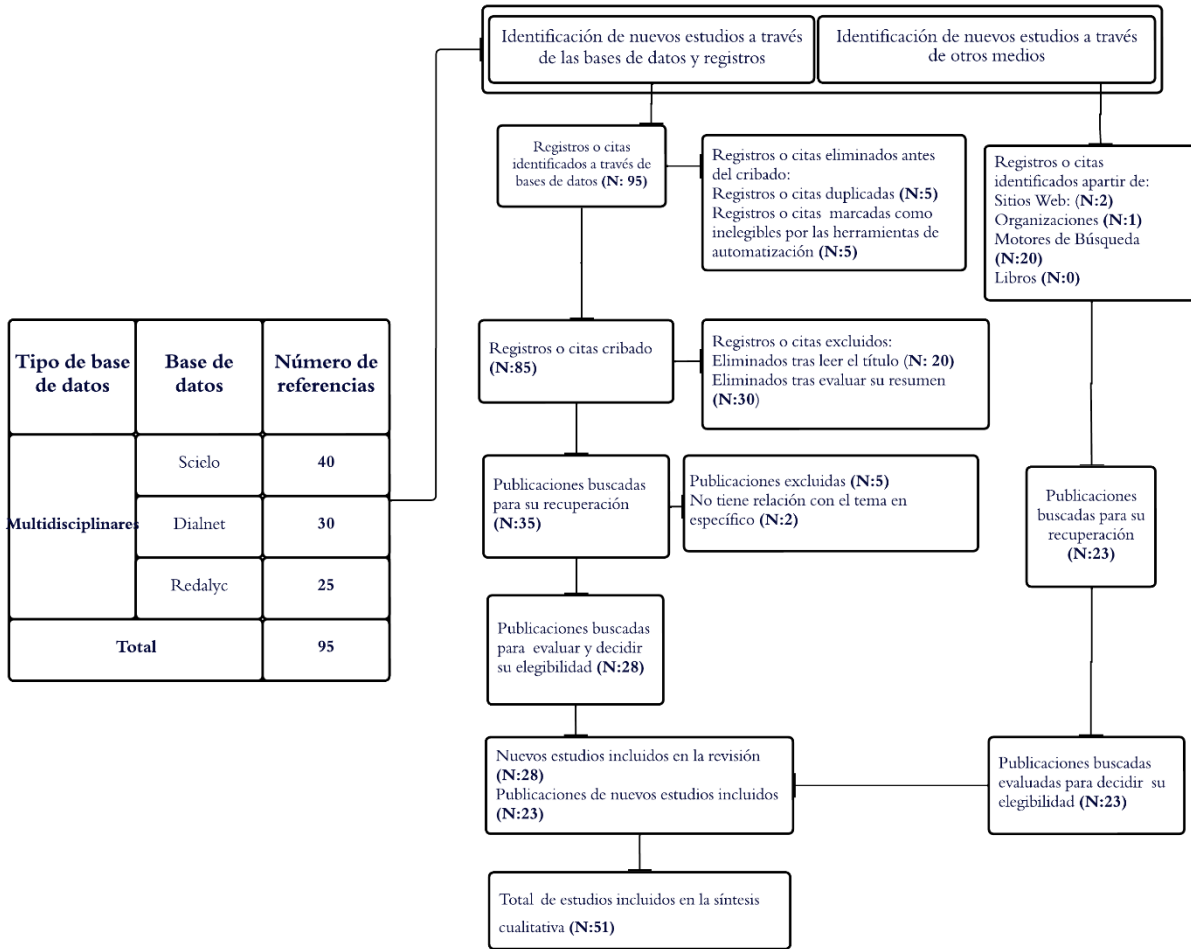 Identificación de nuevos estudios a través
de las bases de datos y registros
Identificación de nuevos estudios a través
de otros medios
Registros o citas
identificados a través de
bases de datos (N: 95)
Registros o citas eliminados antes
del cribado:
Registros o citas duplicadas (N:5)
Registros o citas marcadas como
inelegibles por las herramientas de
automatización (N:5)
Registros o citas
identificados apartir de:
Sitios Web: (N:2)
Organizaciones (N:1)
Motores de Búsqueda
(N:20)
Libros (N:0)
Tipo de base
de datos
Base de
datos
Número de
referencias
Multidisciplinares
Scielo
40
Dialnet
30
Redalyc
25
Total
95
Registros o citas cribado
(N:85)
Registros o citas excluidos:
Eliminados tras leer el título (N: 20)
Eliminados tras evaluar su resumen
(N:30)
Publicaciones buscadas
para su recuperación
(N:35)
Publicaciones excluidas (N:5)
No tiene relación con el tema en
específico (N:2)
Publicaciones
buscadas para su
recuperación
(N:23)
Publicaciones buscadas
para evaluar y decidir
su elegibilidad (N:28)
Nuevos estudios incluidos en la revisión
(N:28)
Publicaciones de nuevos estudios incluidos
(N:23)
Publicaciones buscadas
evaluadas para decidir su
elegibilidad (N:23)
Total de estudios incluidos en la síntesis
cualitativa (N:51)